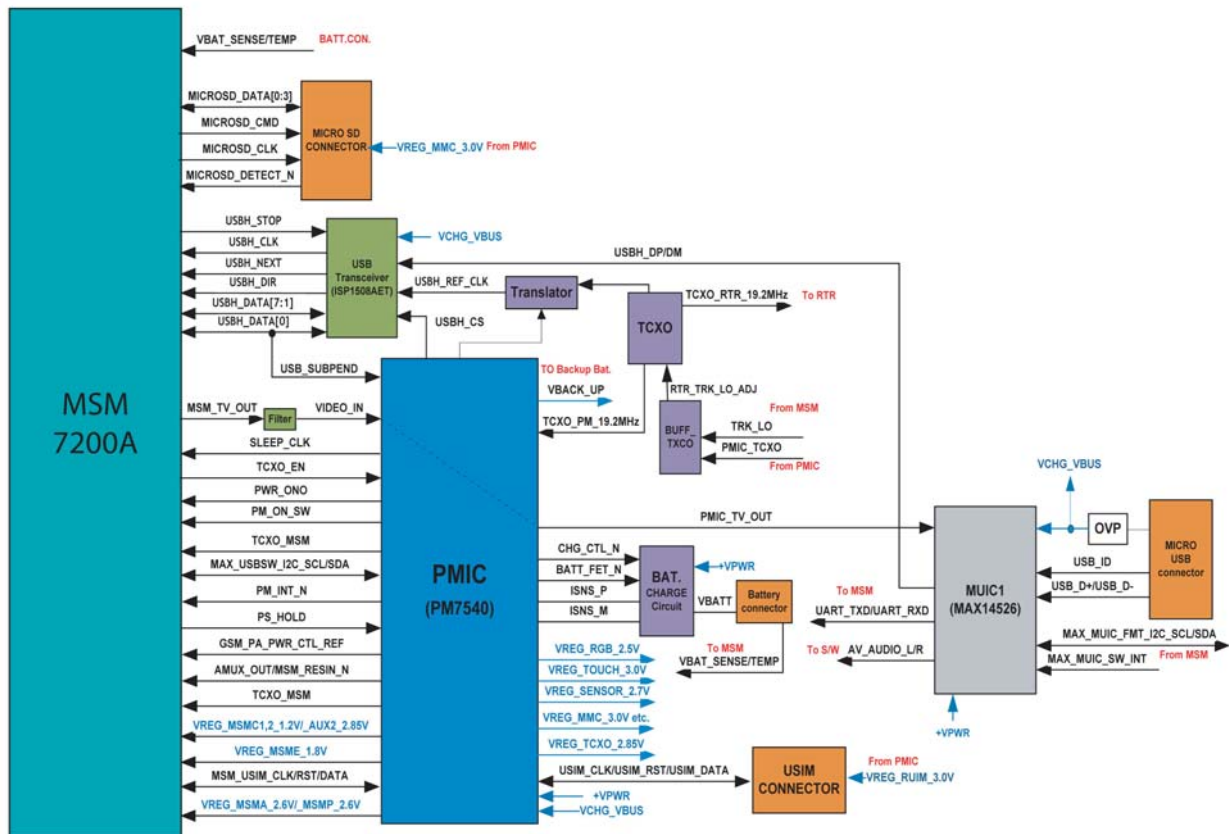 MSM
7200A
VBAT_SENSE/TEMP
BATT.CON.
MICROSD_DATA[0:3]
MICROSD_CMD
MICROSD_CLK
MICROSD_DETECT_N
MICRO SD
CONNECTOR
VREG_MMC_3.0V From PMIC
USBH_STOP
USBH_CLK
USBH_NEXT
USBH_DIR
USBH_DATA[7:1]
USBH_DATA[0]
USB
Transceiver
(ISP1508AET)
VCHG_VBUS
USBH_DP/DM
USBH_REF_CLK
Translator
USBH_CS
TCXO
TCXO_RTR_19.2MHz
To RTR
USB_SUBPEND
TO Backup Bat.
VBACK_UP
RTR_TRK_LO_ADJ
TCXO_PM_19.2MHz
BUFF_
TXCO
From MSM
TRK_LO
PMIC_TCXO
From PMIC
MSM_TV_OUT
Filter
VIDEO_IN
SLEEP_CLK
TCXO_EN
PWR_ONO
PM_ON_SW
TCXO_MSM
MAX_USBSW_I2C_SCL/SDA
PM_INT_N
PS_HOLD
GSM_PA_PWR_CTL_REF
AMUX_OUT/MSM_RESIN_N
TCXO_MSM
VREG_MSMC1,2_1.2V/_AUX2_2.85V
VREG_MSME_1.8V
MSM_USIM_CLK/RST/DATA
VREG_MSMA_2.6V/_MSMP_2.6V
PMIC
(PM7540)
PMIC_TV_OUT
CHG_CTL_N
BATT_FET_N
ISNS_P
ISNS_M
BAT.
CHARGE
Circuit
+VPWR
VBATT
Battery
connector
To MSM
VBAT_SENSE/TEMP
VREG_RGB_2.5V
VREG_TOUCH_3.0V
VREG_SENSOR_2.7V
VREG_MMC_3.0V etc.
VREG_TCXO_2.85V
USIM_CLK/USIM_RST/USIM_DATA
+VPWR
VCHG_VBUS
USIM
CONNECTOR
From PMIC
VREG_RUIM_3.0V
VCHG_VBUS
OVP
MICRO
USB
connector
MUIC1
(MAX14526)
USB_ID
USB_D+/USB_D-
To MSM
UART_TXD/UART_RXD
To S/W
AV_AUDIO_L/R
MAX_MUIC_FMT_I2C_SCL/SDA
From MSM
MAX_MUIC_SW_INT
+VPWR